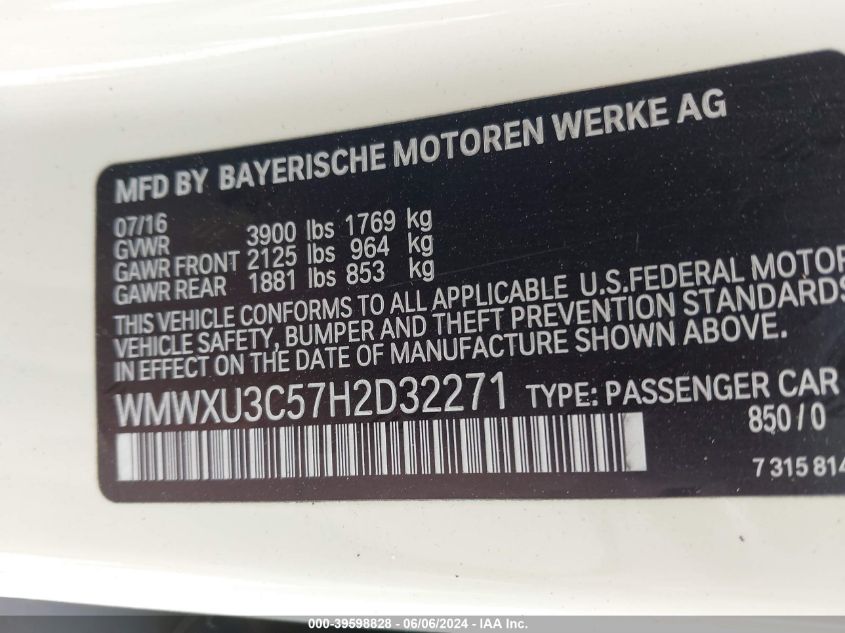 MFD BY BAYERISCHE MOTOREN WERKE AG
07/16
GVWR 3900 lbs 1769 kg
GAWR FRONT 2125 lbs 964 kg
GAWR REAR 1881 lbs 853 kg
THIS VEHICLE CONFORMS TO ALL APPLICABLE U.S.FEDERAL MOTOR
VEHICLE SAFETY, BUMPER AND THEFT PREVENTION STANDARDS
IN EFFECT ON THE DATE OF MANUFACTURE SHOWN ABOVE.
WMWXU3C57H2D32271 TYPE: PASSENGER CAR
850/0
7 315 814
000-39598828 - 06/06/2024 - IAA Inc.